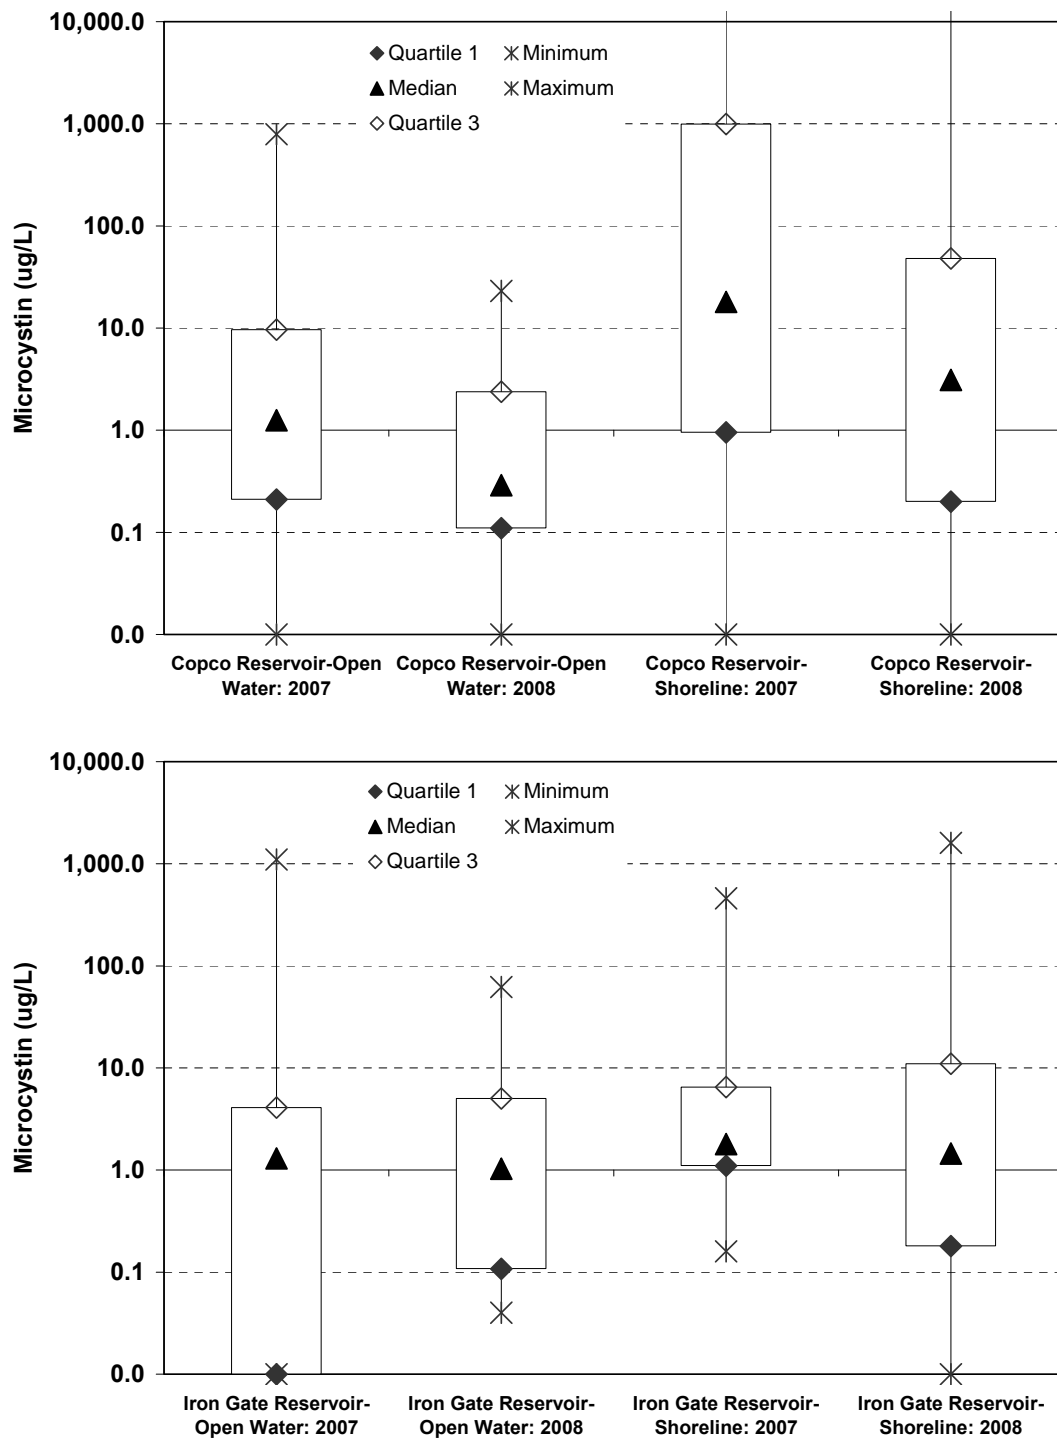 10,000.0
◆ Quartile 1 Minimum
▲ Median Maximum
◇ Quartile 3
1,000.0
100.0
10.0
1.0
0.1
0.0
Microcystin (ug/L)
Copco Reservoir-Open
Water: 2007
Copco Reservoir-Open
Water: 2008
Copco Reservoir-
Shoreline: 2007
Copco Reservoir-
Shoreline: 2008
10,000.0
◆ Quartile 1 Minimum
▲ Median Maximum
◇ Quartile 3
1,000.0
100.0
10.0
1.0
0.1
0.0
Microcystin (ug/L)
Iron Gate Reservoir-
Open Water: 2007
Iron Gate Reservoir-
Open Water: 2008
Iron Gate Reservoir-
Shoreline: 2007
Iron Gate Reservoir-
Shoreline: 2008